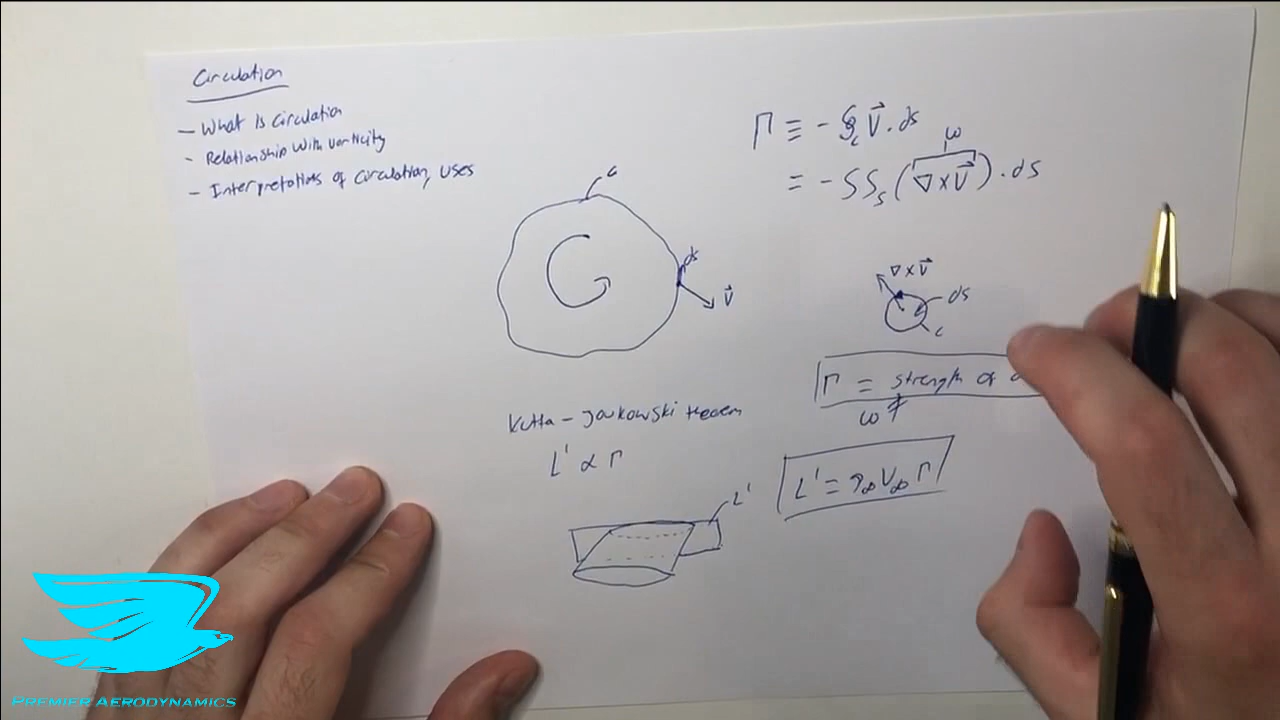 Circulation
– What Is Circulation
- Relationship With Vorticity
- Interpretations of Circulation, Uses
Γ ≡ - ∮c V⃗ . ds
ω
= - ∬S (∇ × V⃗) . ds
c
ds
V⃗
∇ × V⃗
ds
c
Γ = strength of
ω ≠
Kutta – Joukowski theorem
L' ∝ Γ
L' = ρ∞ V∞ Γ
L'
PREMIER AERODYNAMICS